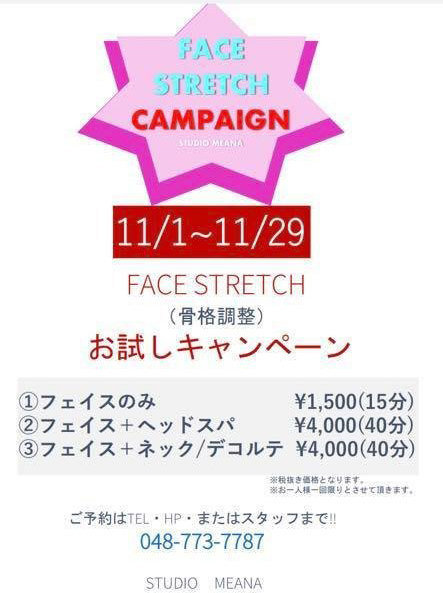 FACE
STRETCH
CAMPAIGN
STUDIO MEANA
11/1~11/29
FACE STRETCH
（骨格調整）
お試しキャンペーン
①フェイスのみ ¥1,500(15分)
②フェイス＋ヘッドスパ ¥4,000(40分)
③フェイス＋ネック/デコルテ ¥4,000(40分)
※税抜き価格となります。
※お一人様一回限りとさせて頂きます。
ご予約はTEL・HP・またはスタッフまで!!
048-773-7787
STUDIO MEANA